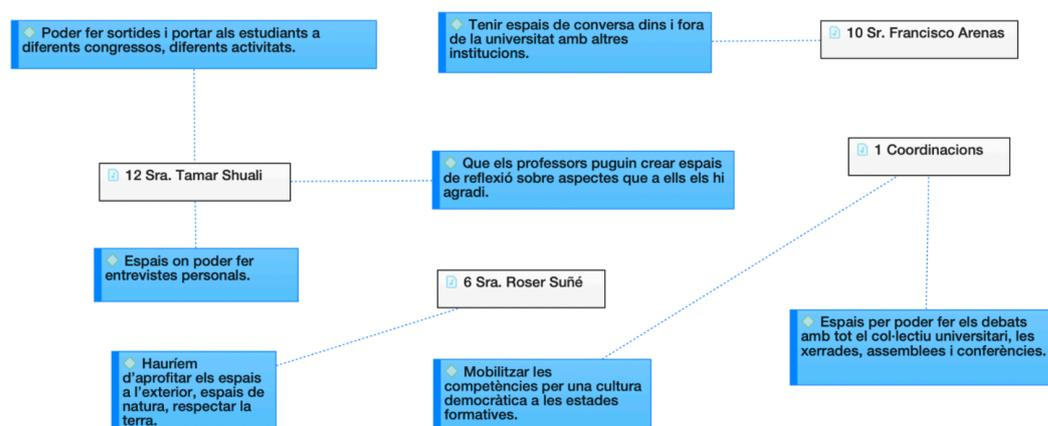 Poder fer sortides i portar als estudiants a
diferents congressos, diferents activitats.
Tenir espais de conversa dins i fora
de la universitat amb altres
institucions.
10 Sr. Francisco Arenas
12 Sra. Tamar Shuali
Que els professors puguin crear espais
de reflexió sobre aspectes que a ells els hi
agradi.
1 Coordinacions
Espais on poder fer
entrevistes personals.
6 Sra. Roser Suñé
Hauríem
d'aprofitar els espais
a l'exterior, espais de
natura, respectar la
terra.
Mobilitzar les
competències per una cultura
democràtica a les estades
formatives.
Espais per poder fer els debats
amb tot el col·lectiu universitari, les
xerrades, assemblees i conferències.